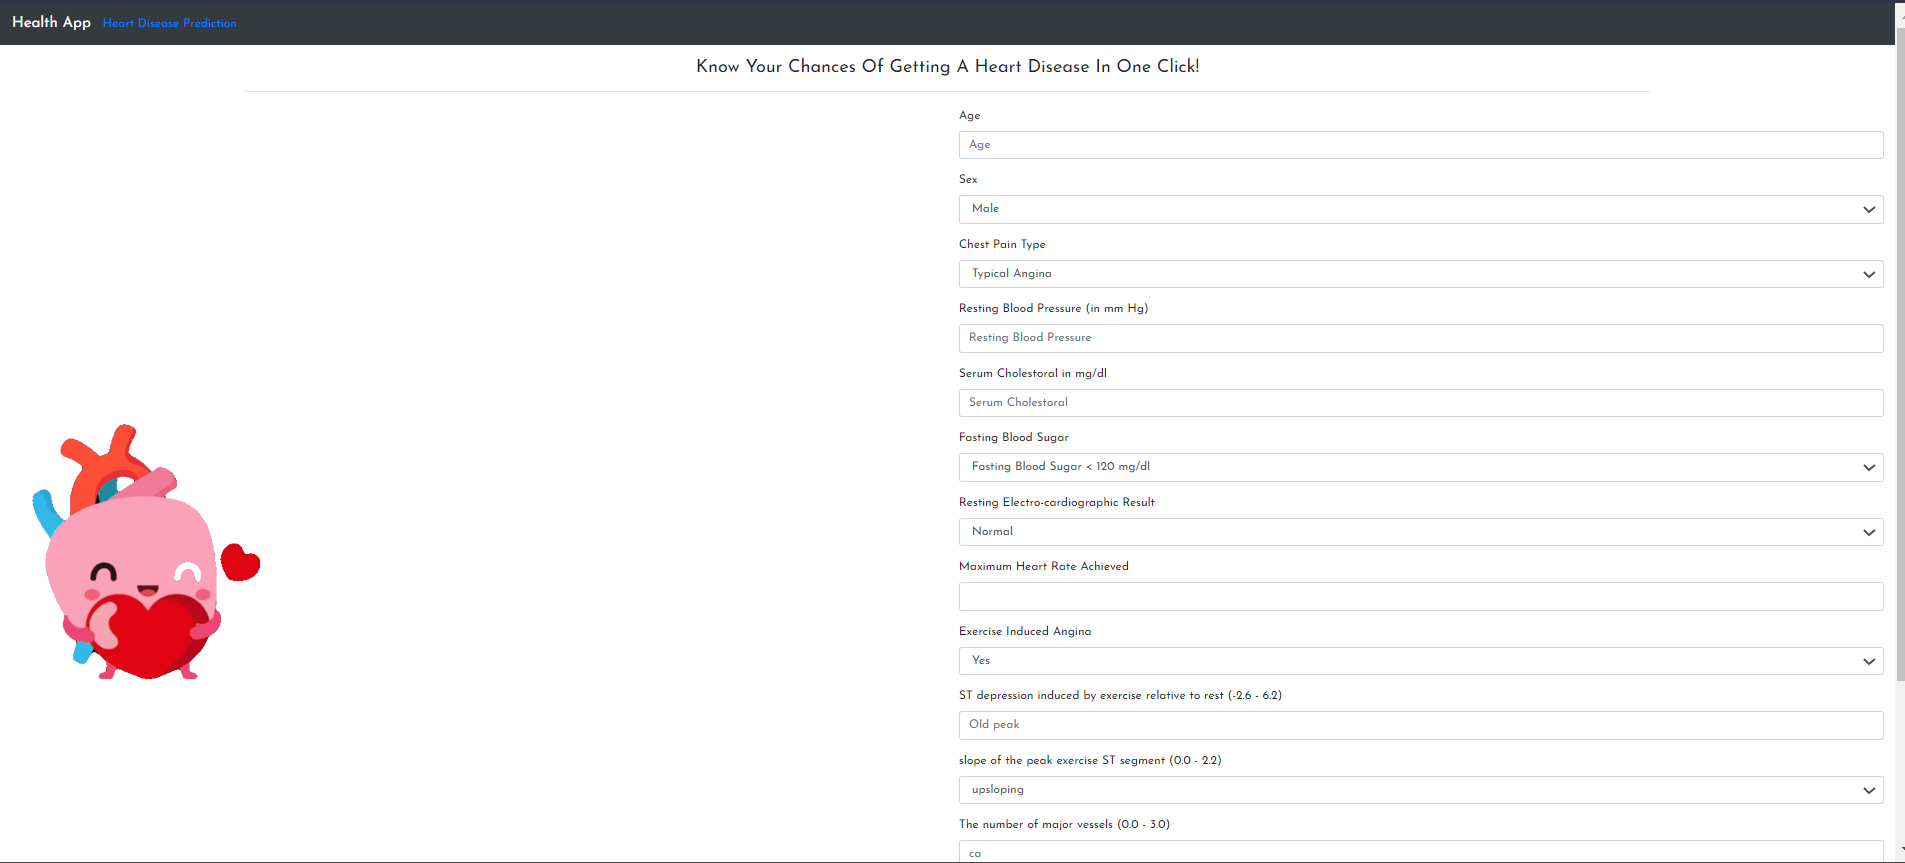 Health App Heart Disease Prediction
Know Your Chances Of Getting A Heart Disease In One Click!
Age
Age
Sex
Male
Chest Pain Type
Typical Angina
Resting Blood Pressure (in mm Hg)
Resting Blood Pressure
Serum Cholestoral in mg/dl
Serum Cholestoral
Fasting Blood Sugar
Fasting Blood Sugar < 120 mg/dl
Resting Electro-cardiographic Result
Normal
Maximum Heart Rate Achieved
Exercise Induced Angina
Yes
ST depression induced by exercise relative to rest (-2.6 - 6.2)
Old peak
slope of the peak exercise ST segment (0.0 - 2.2)
upsloping
The number of major vessels (0.0 - 3.0)
ca